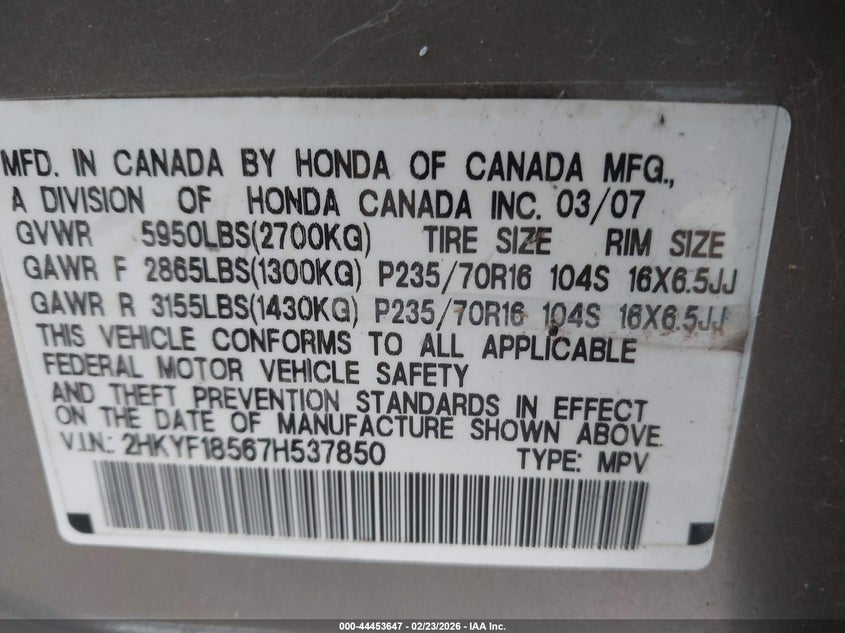 MFD. IN CANADA BY HONDA OF CANADA MFG.,
A DIVISION OF HONDA CANADA INC. 03/07
GVWR 5950LBS(2700KG) TIRE SIZE RIM SIZE
GAWR F 2865LBS(1300KG) P235/70R16 104S 16X6.5JJ
GAWR R 3155LBS(1430KG) P235/70R16 104S 16X6.5JJ
THIS VEHICLE CONFORMS TO ALL APPLICABLE
FEDERAL MOTOR VEHICLE SAFETY
AND THEFT PREVENTION STANDARDS IN EFFECT
ON THE DATE OF MANUFACTURE SHOWN ABOVE.
V.I.N.: 2HKYF18567H537850 TYPE: MPV
000-44453647 - 02/23/2026 - IAA Inc.